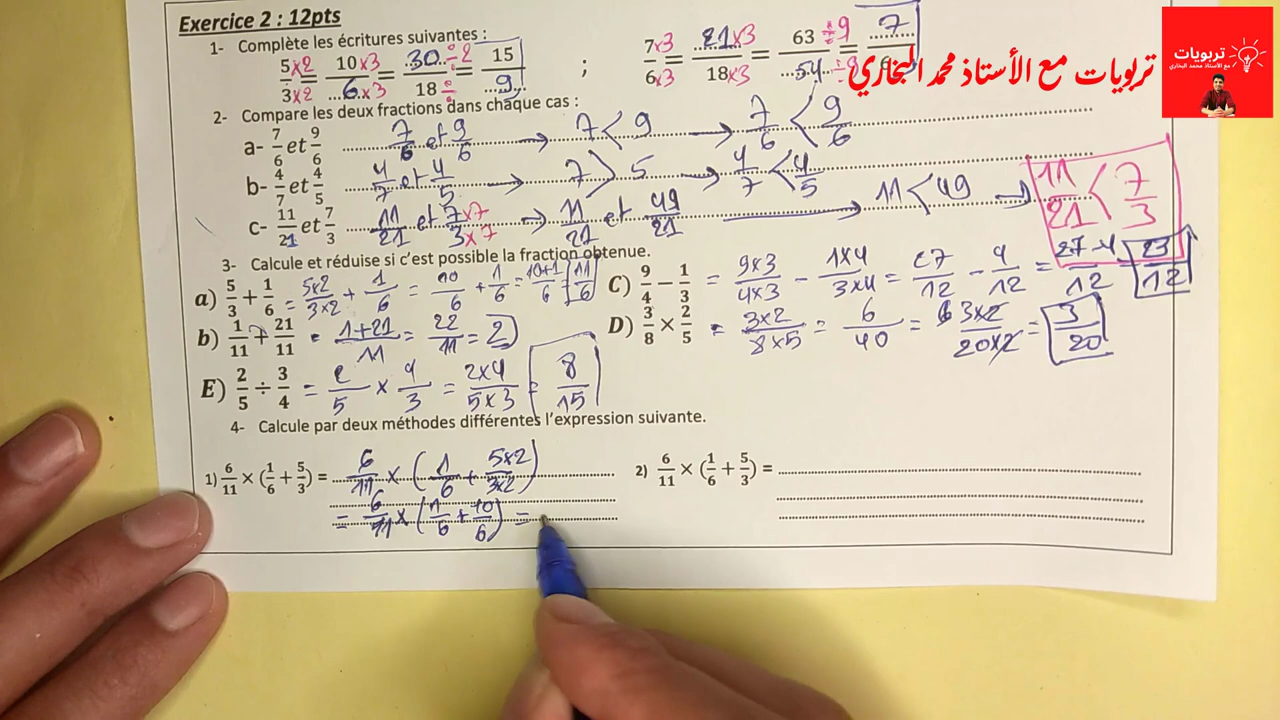 Exercice 2 : 12pts
1- Complète les écritures suivantes :
5×2/3×2 = 10×3/6×3 = 30÷2/18÷2 = 15/9 ; 7×3/6×3 = 21×3/18×3 = 63÷9/54÷9 = 7/6
2- Compare les deux fractions dans chaque cas :
a- 7/6 et 9/6 7/6 et 9/6 → 7 < 9 → 7/6 < 9/6
b- 4/7 et 4/5 4/7 et 4/5 → 7 > 5 → 4/7 < 4/5
c- 11/21 et 7/3 11/21 et 7×7/3×7 → 11/21 et 49/21 → 11 < 49 → 11/21 < 7/3
3- Calcule et réduise si c'est possible la fraction obtenue.
a) 5/3 + 1/6 = 5×2/3×2 + 1/6 = 10/6 + 1/6 = 10+1/6 = 11/6 C) 9/4 − 1/3 = 9×3/4×3 − 1×4/3×4 = 27/12 − 4/12 = 27−4/12 = 23/12
b) 1/11 + 21/11 = 1+21/11 = 22/11 = 2 D) 3/8 × 2/5 = 3×2/8×5 = 6/40 = 3×2/20×2 = 3/20
E) 2/5 ÷ 3/4 = 2/5 × 4/3 = 2×4/5×3 = 8/15
4- Calcule par deux méthodes différentes l'expression suivante.
1) 6/11 × (1/6 + 5/3) = 6/11 × (1/6 + 5×2/3×2) 2) 6/11 × (1/6 + 5/3) =
= 6/11 × (1/6 + 10/6) =
تربويات مع الأستاذ محمد البخاري
تربويات
مع الأستاذ محمد البخاري